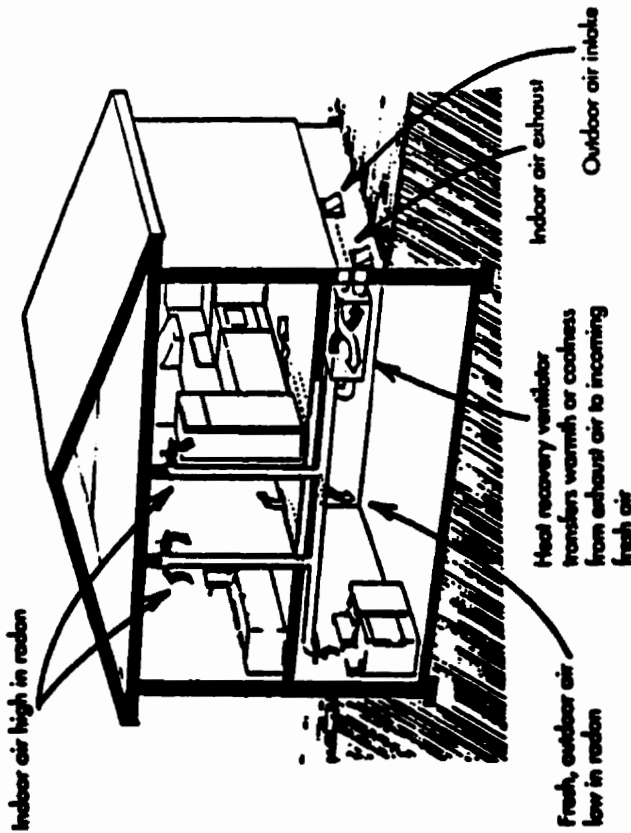 Indoor air high in radon
Fresh, outdoor air
low in radon
Heat recovery ventilator
transfers warmth or coolness
from exhaust air to incoming
fresh air
Indoor air exhaust
Outdoor air intake